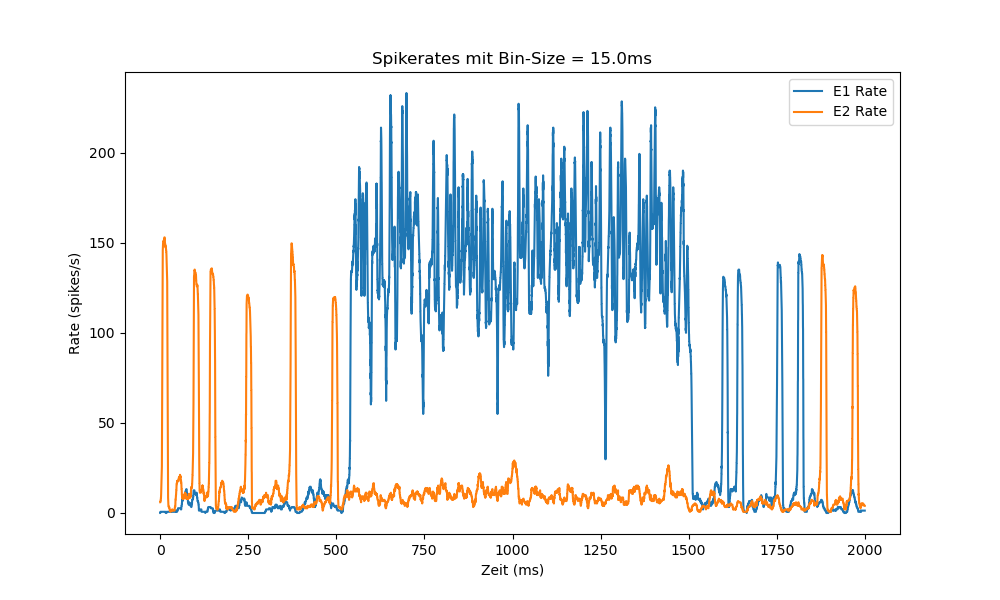 Spikerates mit Bin-Size = 15.0ms
E1 Rate
E2 Rate
Rate (spikes/s)
200
150
100
50
0
0 250 500 750 1000 1250 1500 1750 2000
Zeit (ms)